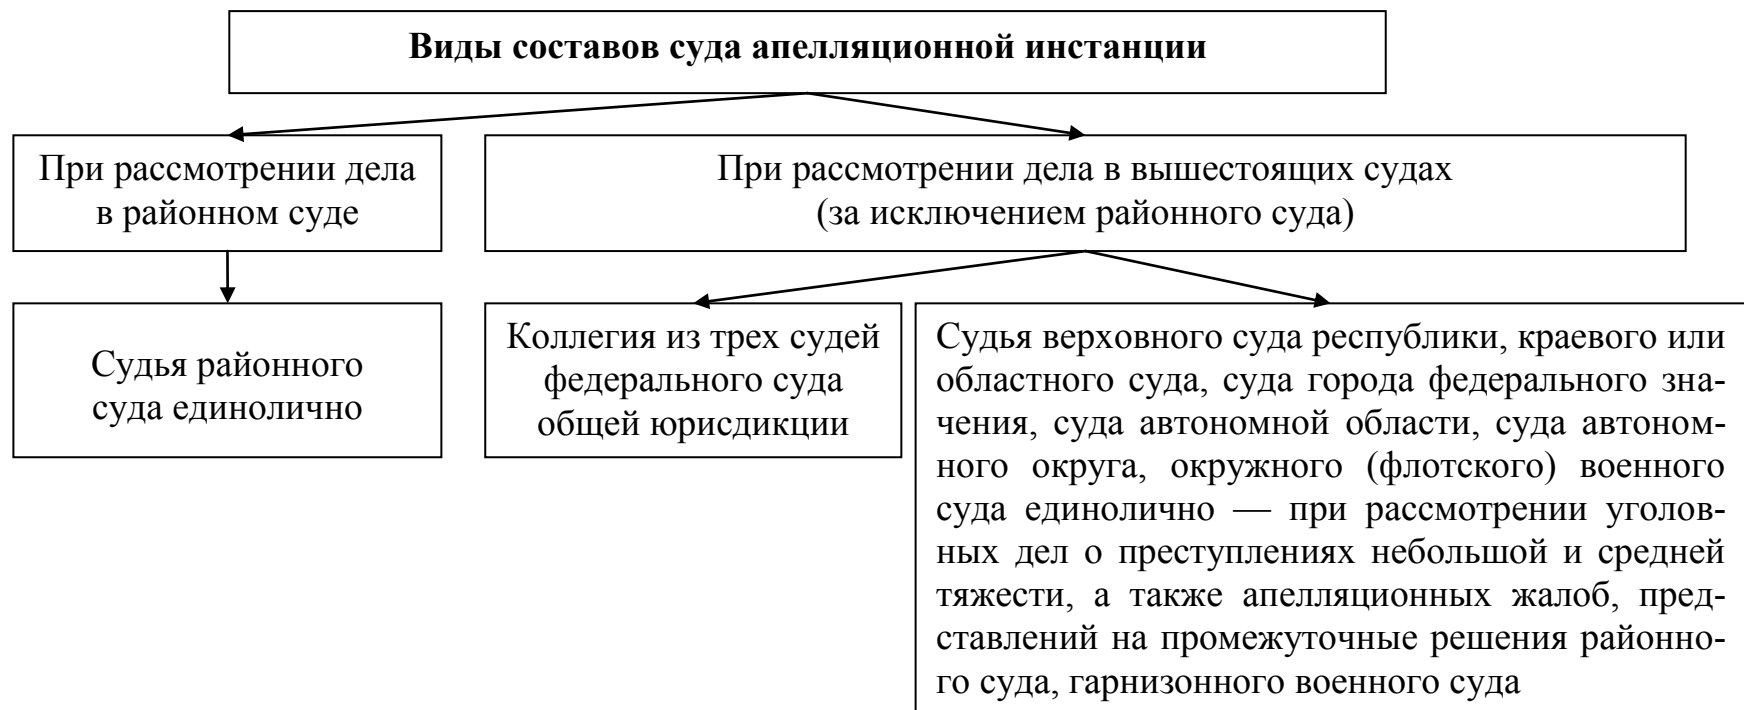 Виды составов суда апелляционной инстанции
При рассмотрении дела
в районном суде
При рассмотрении дела в вышестоящих судах
(за исключением районного суда)
Судья районного
суда единолично
Коллегия из трех судей
федерального суда
общей юрисдикции
Судья верховного суда республики, краевого или
областного суда, суда города федерального зна-
чения, суда автономной области, суда автоном-
ного округа, окружного (флотского) военного
суда единолично — при рассмотрении уголов-
ных дел о преступлениях небольшой и средней
тяжести, а также апелляционных жалоб, пред-
ставлений на промежуточные решения районно-
го суда, гарнизонного военного суда